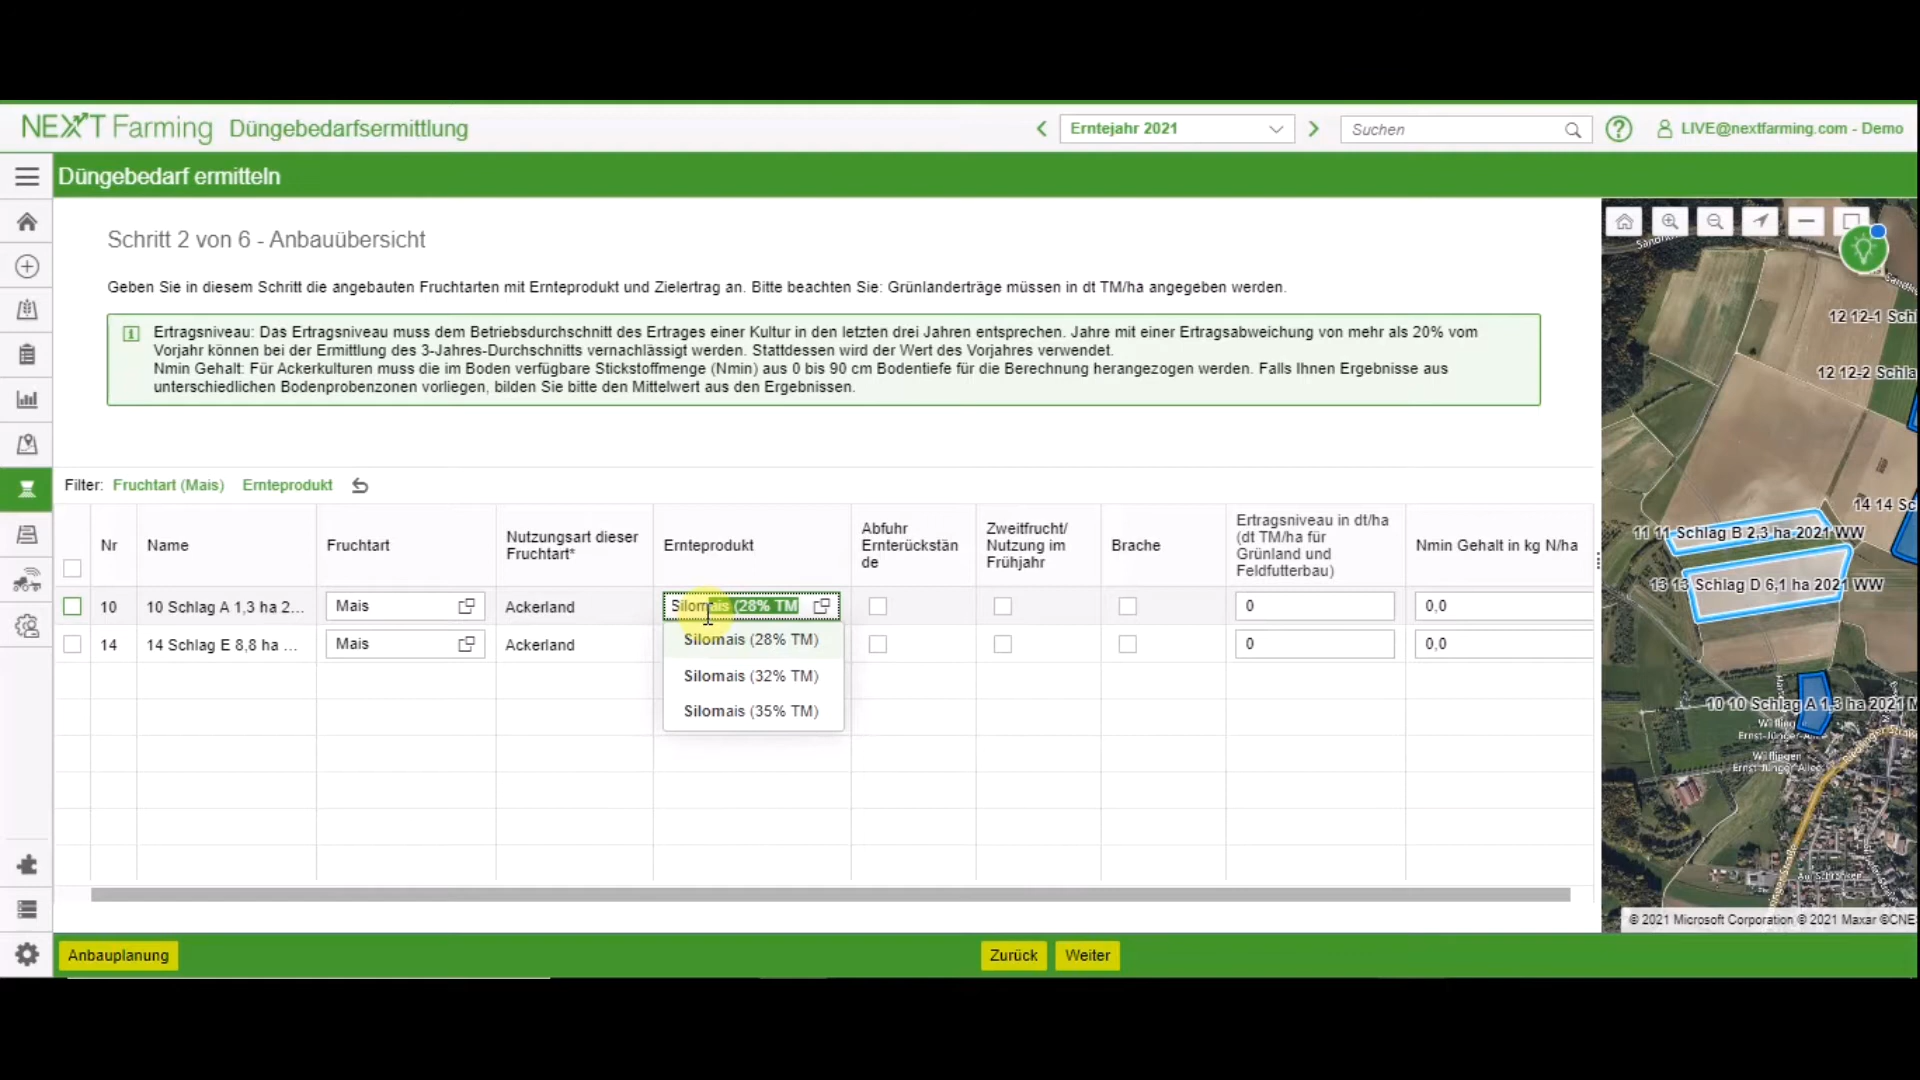 NEXT Farming Düngebedarfsermittlung
Erntejahr 2021
Suchen
LIVE@nextfarming.com - Demo
Düngebedarf ermitteln
Schritt 2 von 6 - Anbauübersicht
Geben Sie in diesem Schritt die angebauten Fruchtarten mit Ernteprodukt und Zielertrag an. Bitte beachten Sie: Grünlanderträge müssen in dt TM/ha angegeben werden.
Ertragsniveau: Das Ertragsniveau muss dem Betriebsdurchschnitt des Ertrages einer Kultur in den letzten drei Jahren entsprechen. Jahre mit einer Ertragsabweichung von mehr als 20% vom
Vorjahr können bei der Ermittlung des 3-Jahres-Durchschnitts vernachlässigt werden. Stattdessen wird der Wert des Vorjahres verwendet.
Nmin Gehalt: Für Ackerkulturen muss die im Boden verfügbare Stickstoffmenge (Nmin) aus 0 bis 90 cm Bodentiefe für die Berechnung herangezogen werden. Falls Ihnen Ergebnisse aus
unterschiedlichen Bodenprobenzonen vorliegen, bilden Sie bitte den Mittelwert aus den Ergebnissen.
Filter: Fruchtart (Mais) Ernteprodukt
Nr
Name
Fruchtart
Nutzungsart dieser
Fruchtart*
Ernteprodukt
Abfuhr
Ernterückstän
de
Zweitfrucht/
Nutzung im
Frühjahr
Brache
Ertragsniveau in dt/ha
(dt TM/ha für
Grünland und
Feldfutterbau)
Nmin Gehalt in kg N/ha
10 10 Schlag A 1,3 ha 2... Mais Ackerland Silomais (28% TM 0 0,0
14 14 Schlag E 8,8 ha ... Mais Ackerland 0 0,0
Silomais (28% TM)
Silomais (32% TM)
Silomais (35% TM)
12 12-1 Schl
12 12-2 Schla
14 14 Sc
11 11 Schlag B 2,3 ha 2021 WW
13 13 Schlag D 6,1 ha 2021 WW
10 10 Schlag A 1,3 ha 2021 M
Wilflingen
Ernst-Jünger-Allee
© 2021 Microsoft Corporation © 2021 Maxar ©CNES
Anbauplanung
Zurück
Weiter